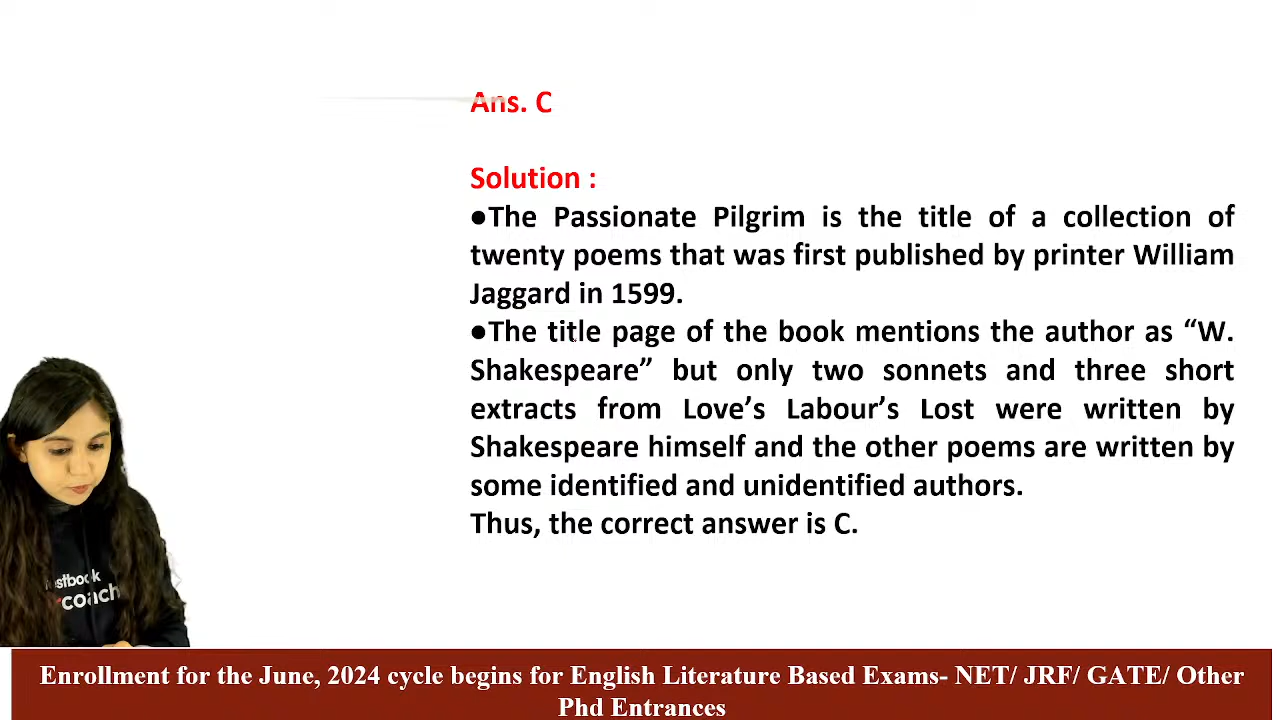 Ans. C
Solution :
●The Passionate Pilgrim is the title of a collection of
twenty poems that was first published by printer William
Jaggard in 1599.
●The title page of the book mentions the author as “W.
Shakespeare” but only two sonnets and three short
extracts from Love’s Labour’s Lost were written by
Shakespeare himself and the other poems are written by
some identified and unidentified authors.
Thus, the correct answer is C.
coach
Enrollment for the June, 2024 cycle begins for English Literature Based Exams- NET/ JRF/ GATE/ Other
Phd Entrances